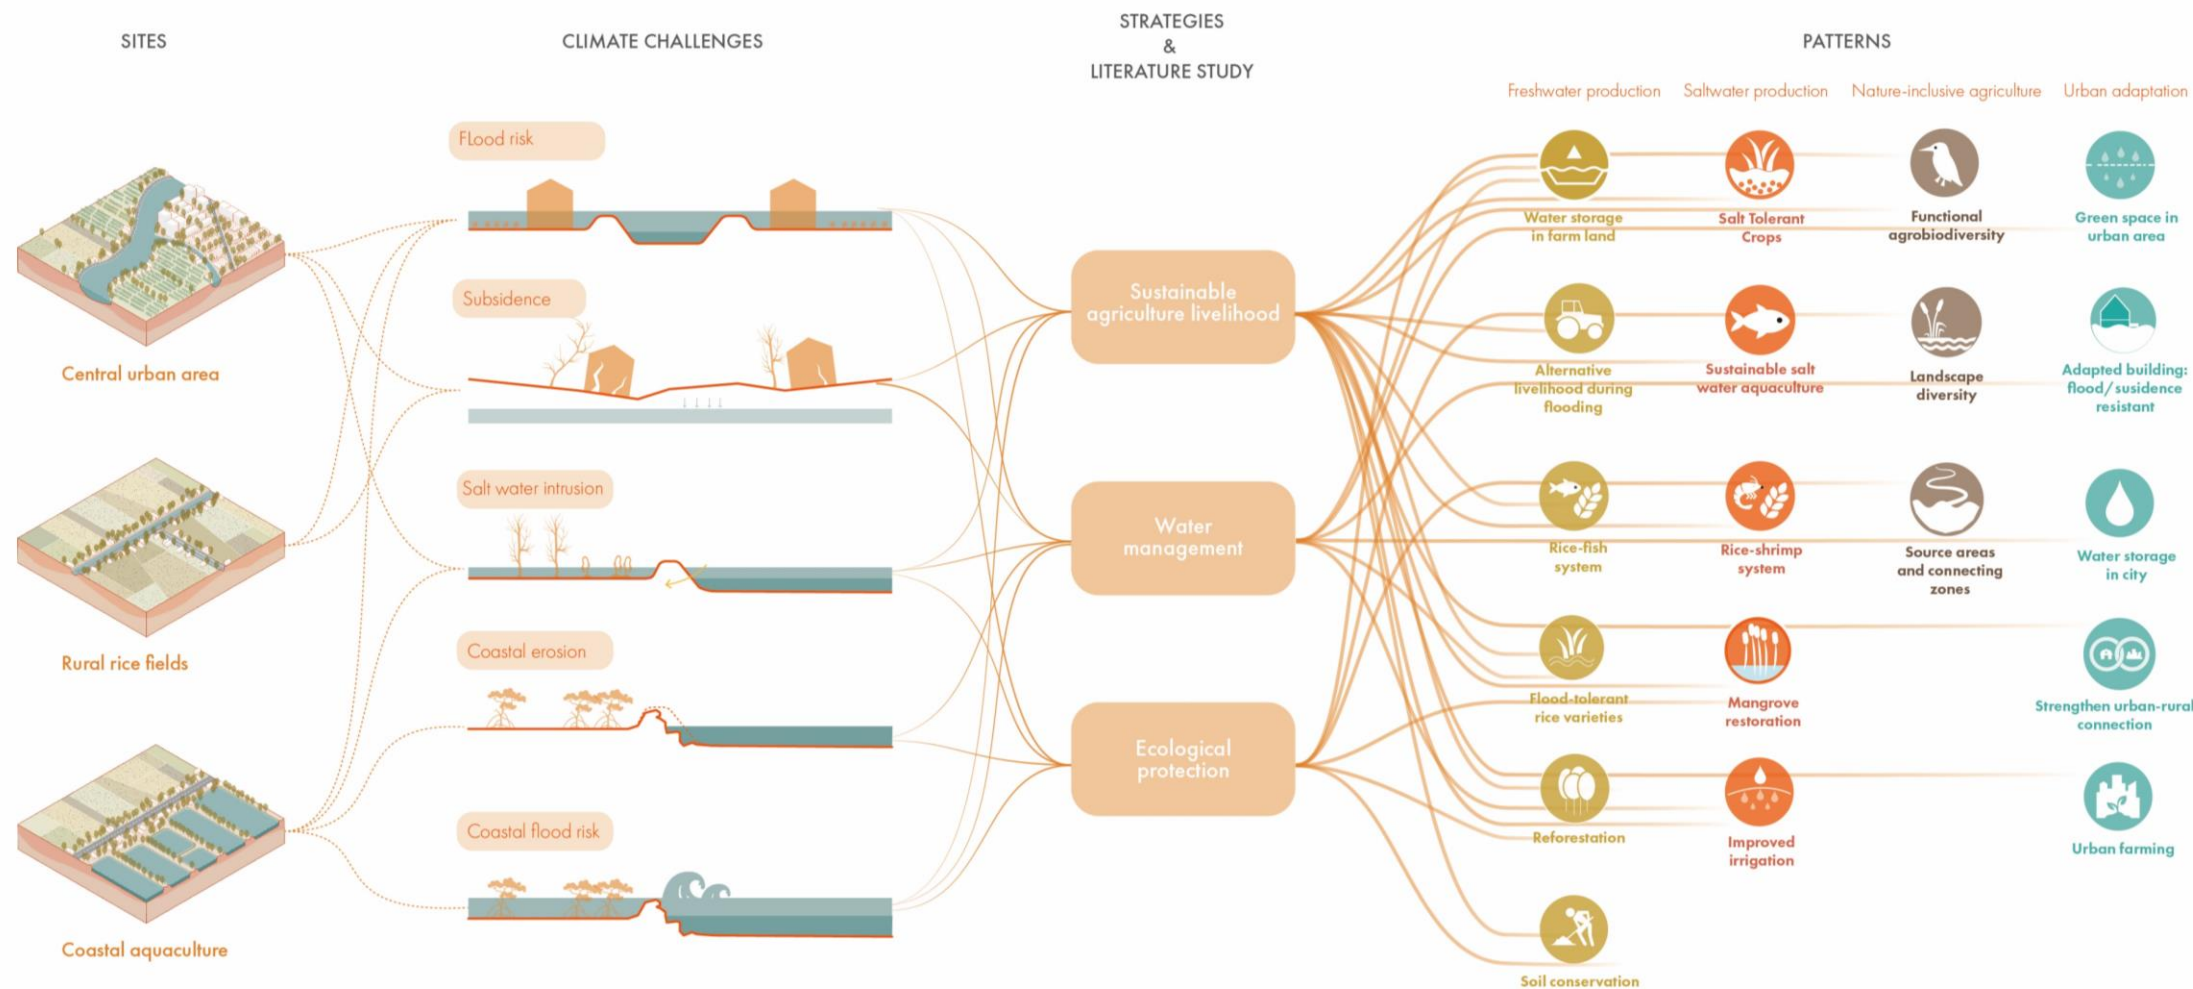 SITES
CLIMATE CHALLENGES
STRATEGIES
&
LITERATURE STUDY
PATTERNS
Freshwater production
Saltwater production
Nature-inclusive agriculture
Urban adaptation
Central urban area
Rural rice fields
Coastal aquaculture
FLood risk
Subsidence
Salt water intrusion
Coastal erosion
Coastal flood risk
Sustainable
agriculture livelihood
Water
management
Ecological
protection
Water storage
in farm land
Salt Tolerant
Crops
Functional
agrobiodiversity
Green space in
urban area
Alternative
livelihood during
flooding
Sustainable salt
water aquaculture
Landscape
diversity
Adapted building:
flood/susidence
resistant
Rice-fish
system
Rice-shrimp
system
Source areas
and connecting
zones
Water storage
in city
Flood-tolerant
rice varieties
Mangrove
restoration
Strengthen urban-rural
connection
Reforestation
Improved
irrigation
Urban farming
Soil conservation